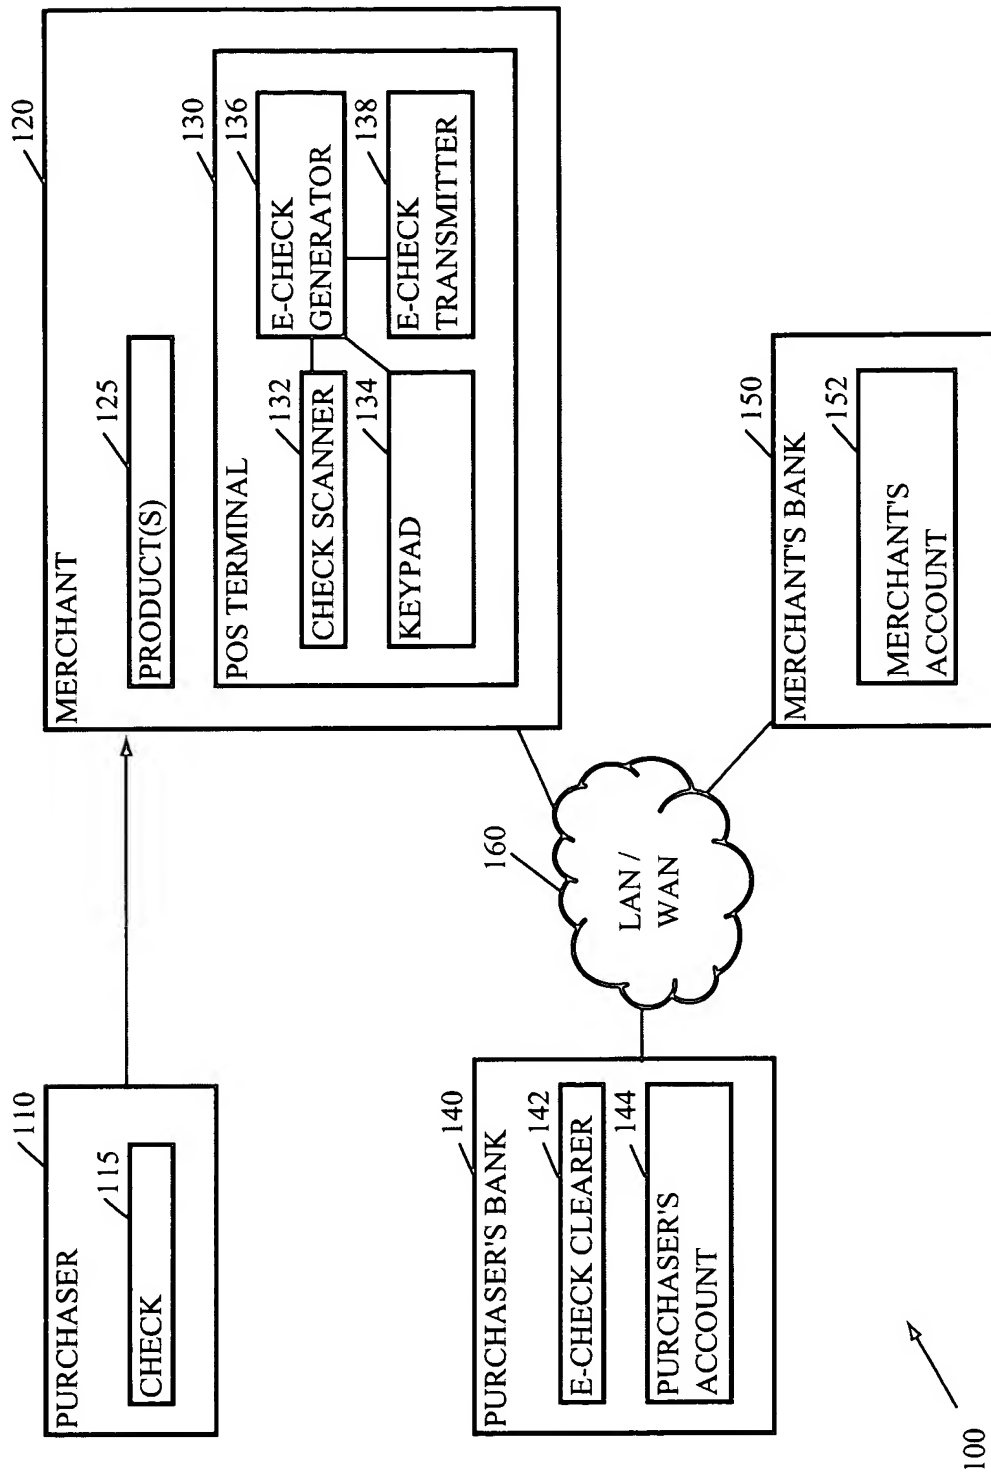 110
PURCHASER
115
CHECK
120
MERCHANT
125
PRODUCT(S)
130
POS TERMINAL
132
CHECK SCANNER
134
KEYPAD
136
E-CHECK
GENERATOR
138
E-CHECK
TRANSMITTER
140
PURCHASER'S BANK
142
E-CHECK CLEARER
144
PURCHASER'S
ACCOUNT
160
LAN /
WAN
150
MERCHANT'S BANK
152
MERCHANT'S
ACCOUNT
100